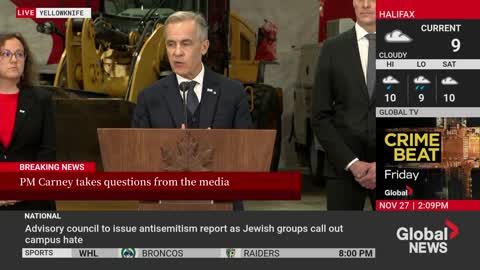 LIVE YELLOWKNIFE
BREAKING NEWS
PM Carney takes questions from the media
NATIONAL
Advisory council to issue antisemitism report as Jewish groups call out
campus hate
SPORTS WHL BRONCOS RAIDERS 8:00 PM
HALIFAX
CURRENT
9
CLOUDY
HI LO SAT
10 9 10
GLOBAL TV
CRIME
BEAT
Friday
Global
NOV 27 | 2:09PM
Global
NEWS